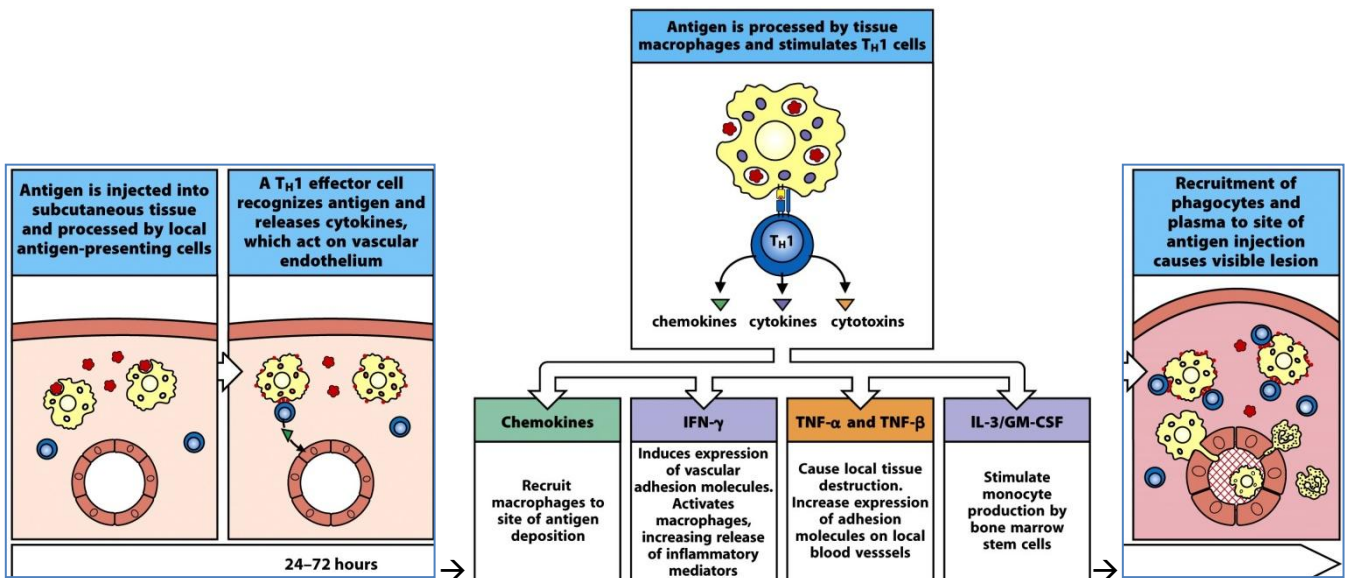 Antigen is injected into
subcutaneous tissue
and processed by local
antigen-presenting cells
A TH1 effector cell
recognizes antigen and
releases cytokines,
which act on vascular
endothelium
24–72 hours
→
Antigen is processed by tissue
macrophages and stimulates TH1 cells
TH1
chemokines
cytokines
cytotoxins
Chemokines
Recruit
macrophages to
site of antigen
deposition
IFN-γ
Induces expression
of vascular
adhesion molecules.
Activates
macrophages,
increasing release
of inflammatory
mediators
TNF-α and TNF-β
Cause local tissue
destruction.
Increase expression
of adhesion
molecules on local
blood vesssels
IL-3/GM-CSF
Stimulate
monocyte
production by
bone marrow
stem cells
→
Recruitment of
phagocytes and
plasma to site of
antigen injection
causes visible lesion